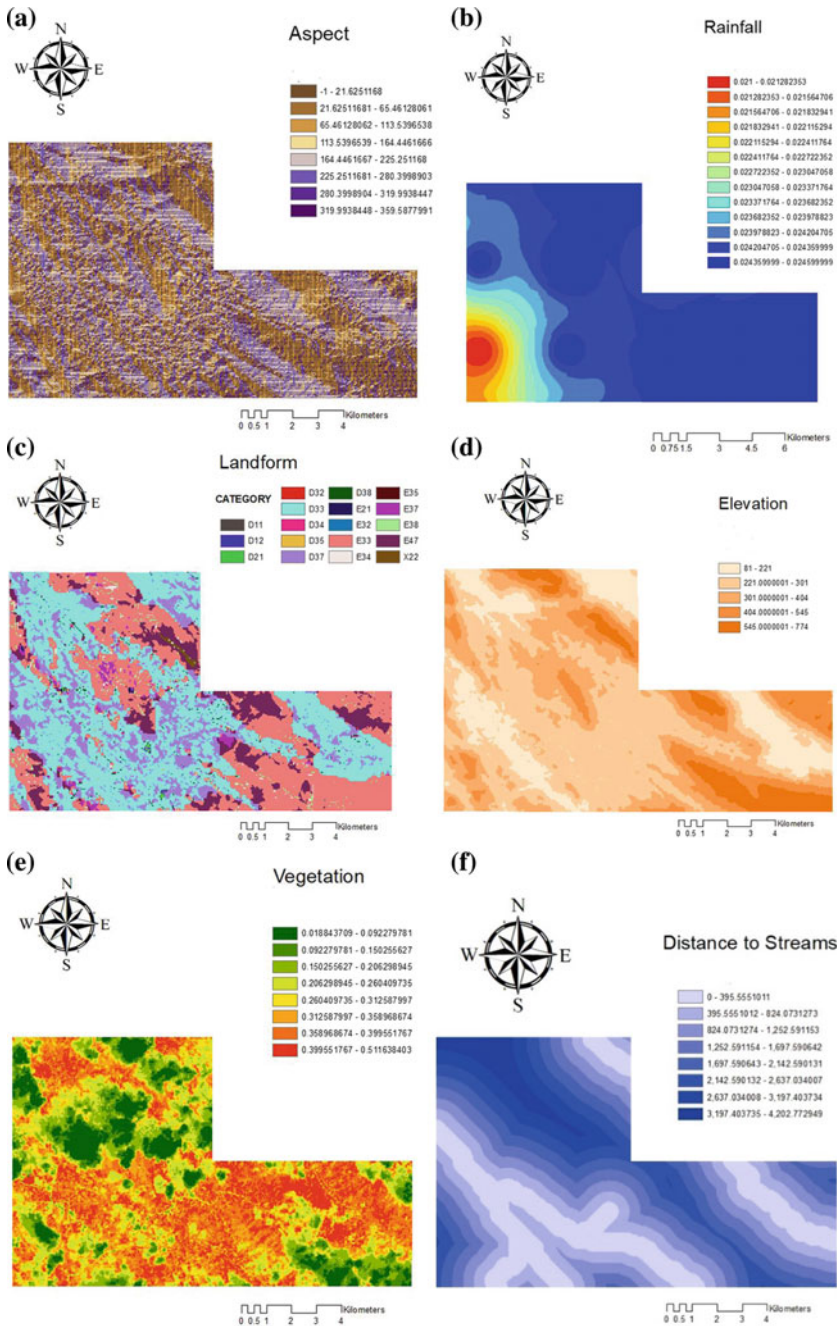 (a)
Aspect
N
W E
S
-1 - 21.6251168
21.62511681 - 65.46128061
65.46128062 - 113.5396538
113.5396539 - 164.4461666
164.4461667 - 225.251168
225.2511681 - 280.3998903
280.3998904 - 319.9938447
319.9938448 - 359.5877991
Kilometers
0 0.5 1 2 3 4
(b)
Rainfall
N
W E
S
0.021 - 0.021282353
0.021282353 - 0.021564706
0.021564706 - 0.021832941
0.021832941 - 0.022115294
0.022115294 - 0.022411764
0.022411764 - 0.022722352
0.022722352 - 0.023047058
0.023047058 - 0.023371764
0.023371764 - 0.023682352
0.023682352 - 0.023978823
0.023978823 - 0.024204705
0.024204705 - 0.024359999
0.024359999 - 0.024599999
Kilometers
0 0.75 1.5 3 4.5 6
(c)
Landform
N
W E
S
CATEGORY
D11
D12
D21
D32
D33
D34
D35
D37
D38
E21
E32
E33
E34
E35
E37
E38
E47
X22
Kilometers
0 0.5 1 2 3 4
(d)
Elevation
N
W E
S
81 - 221
221.0000001 - 301
301.0000001 - 404
404.0000001 - 545
545.0000001 - 774
Kilometers
0 0.5 1 2 3 4
(e)
Vegetation
N
W E
S
0.018843709 - 0.092279781
0.092279781 - 0.150255627
0.150255627 - 0.206298945
0.206298945 - 0.260409735
0.260409735 - 0.312587997
0.312587997 - 0.358968674
0.358968674 - 0.399551767
0.399551767 - 0.511638403
Kilometers
0 0.5 1 2 3 4
(f)
Distance to Streams
N
W E
S
0 - 395.5551011
395.5551012 - 824.0731273
824.0731274 - 1,252.591153
1,252.591154 - 1,697.590642
1,697.590643 - 2,142.590131
2,142.590132 - 2,637.034007
2,637.034008 - 3,197.403734
3,197.403735 - 4,202.772949
Kilometers
0 0.5 1 2 3 4